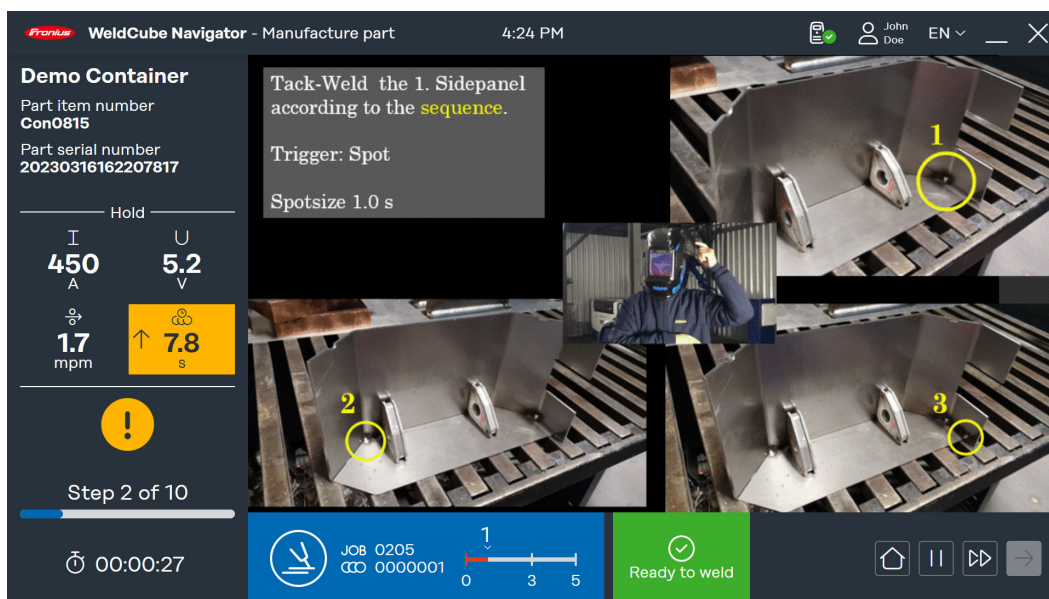 Fronius WeldCube Navigator - Manufacture part
4:24 PM
John
Doe
EN
Demo Container
Part item number
Con0815
Part serial number
20230316162207817
Hold
I
450
A
U
5.2
V
1.7
mpm
7.8
s
!
Step 2 of 10
00:00:27
Tack-Weld the 1. Sidepanel
according to the sequence.
Trigger: Spot
Spotsize 1.0 s
1
2
3
JOB 0205
0000001
1
0 3 5
Ready to weld